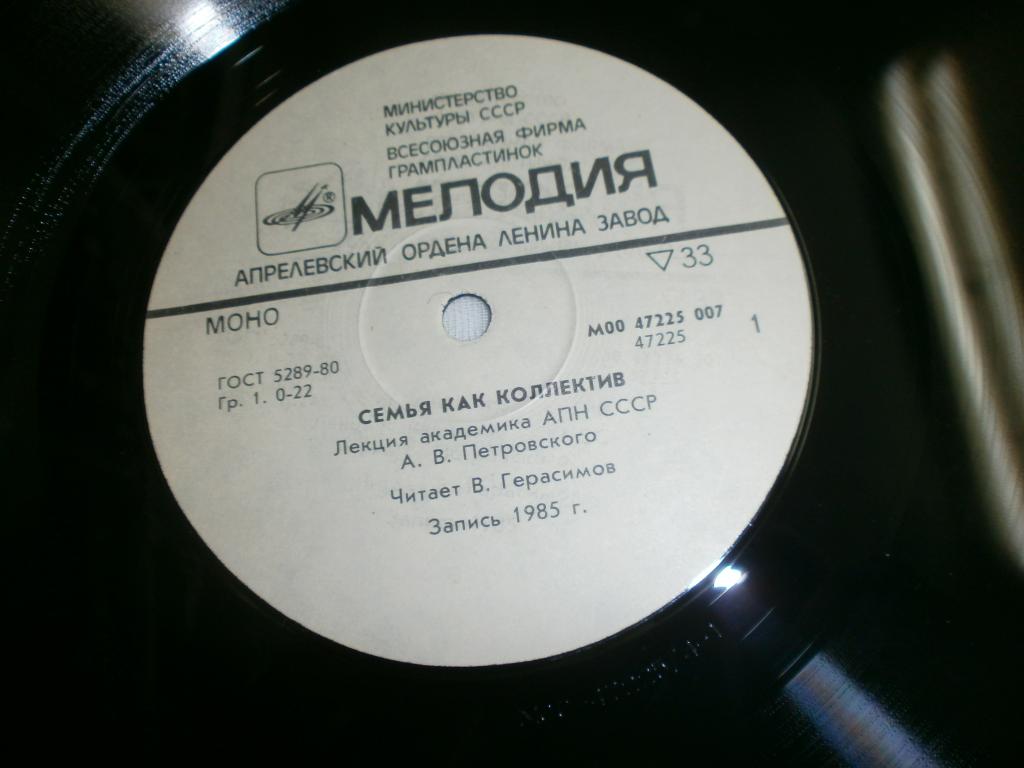 МИНИСТЕРСТВО
КУЛЬТУРЫ СССР
ВСЕСОЮЗНАЯ ФИРМА
ГРАМПЛАСТИНОК
® МЕЛОДИЯ
АПРЕЛЕВСКИЙ ОРДЕНА ЛЕНИНА ЗАВОД
МОНО
▽ 33
ГОСТ 5289-80
Гр. 1. 0-22
М00 47225 007
47225
1
СЕМЬЯ КАК КОЛЛЕКТИВ
Лекция академика АПН СССР
А. В. Петровского
Читает В. Герасимов
Запись 1985 г.